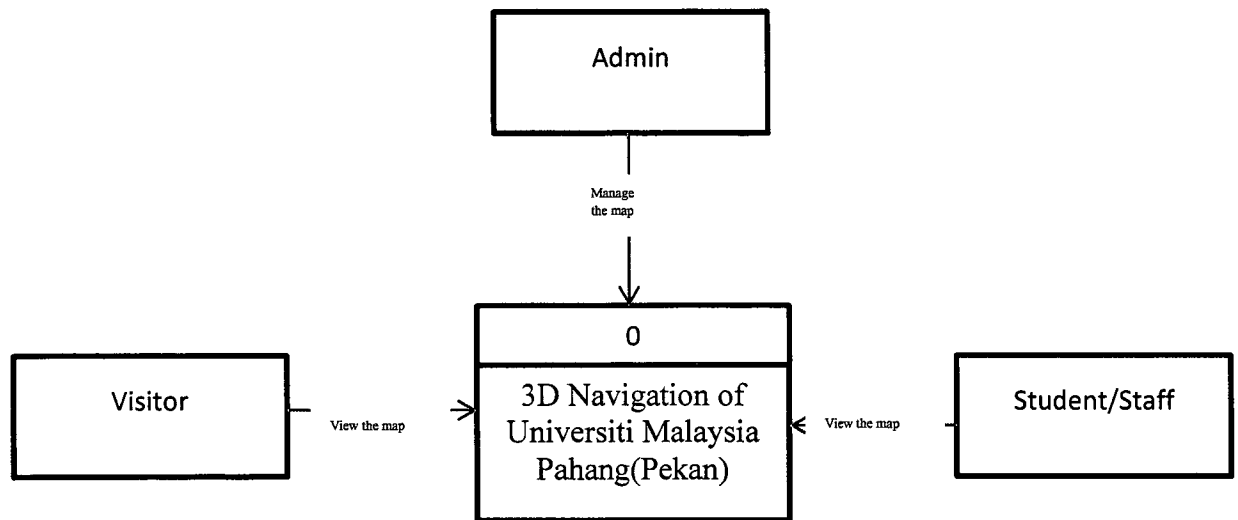 Admin
Manage
the map
0
Visitor
View the map
3D Navigation of
Universiti Malaysia
Pahang(Pekan)
View the map
Student/Staff